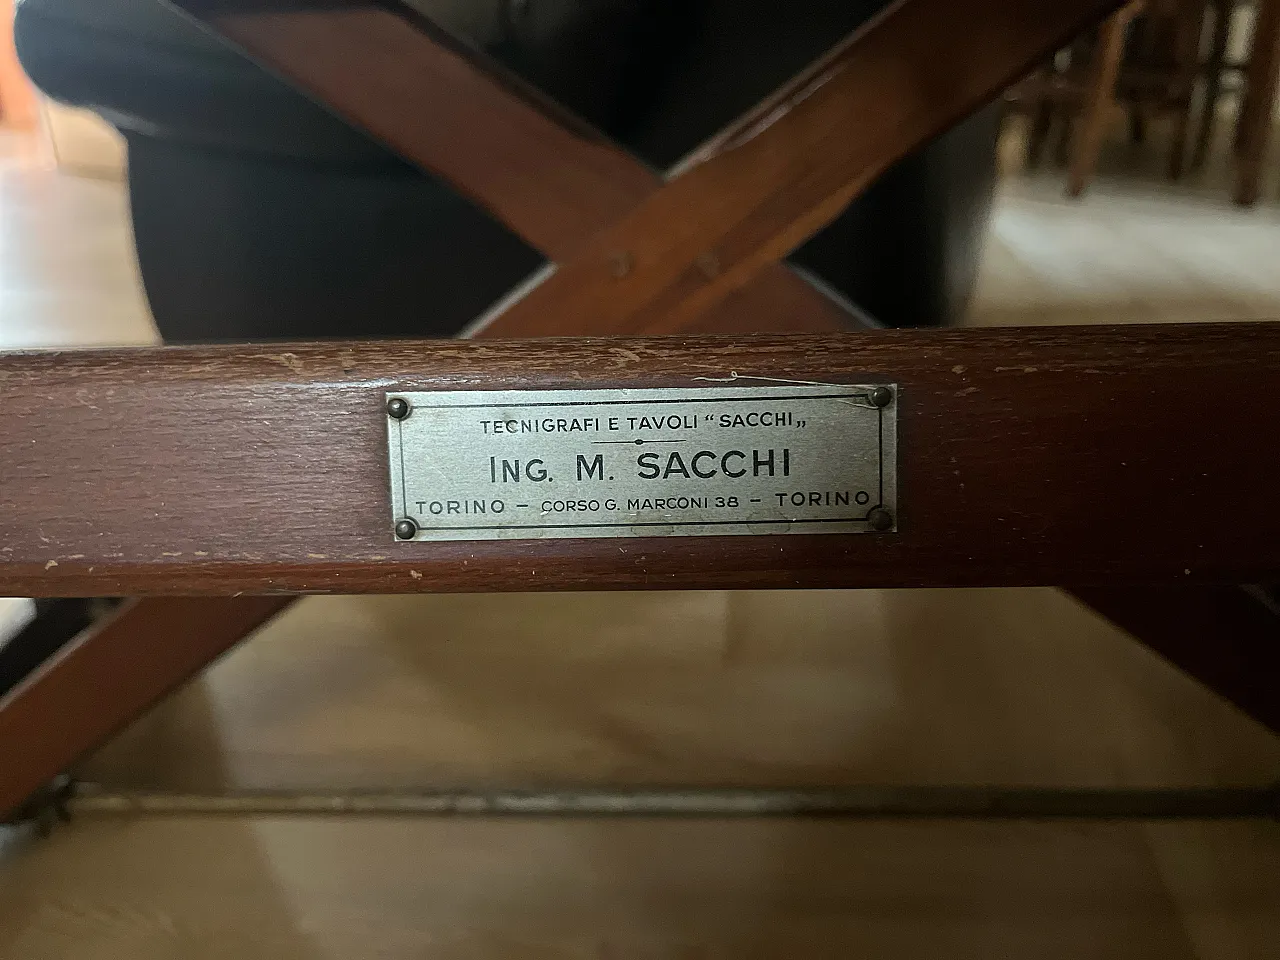 TECNIGRAFI E TAVOLI “SACCHI„
ING. M. SACCHI
TORINO – CORSO G. MARCONI 38 – TORINO